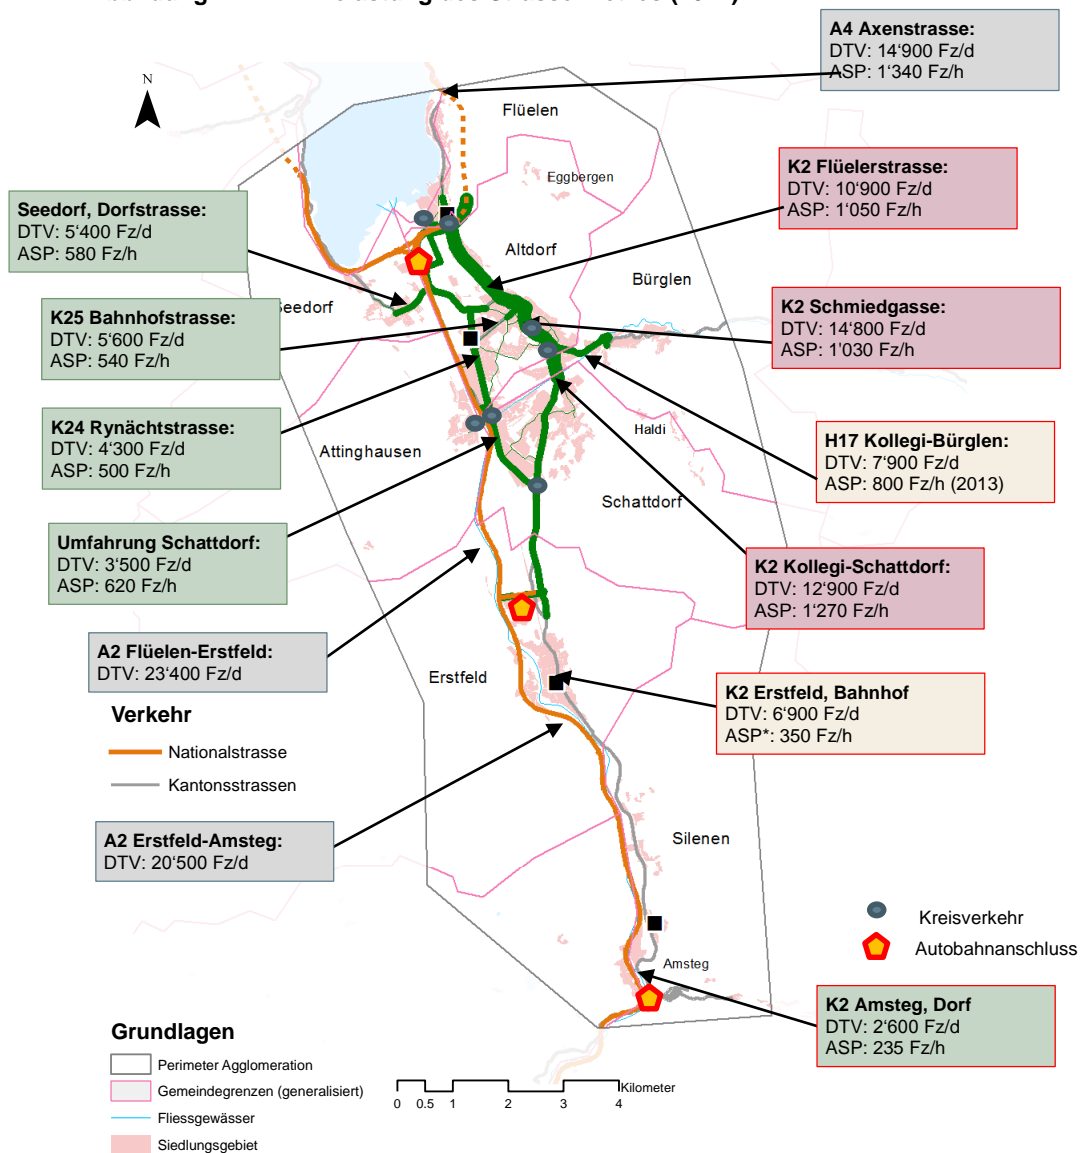 A4 Axenstrasse:
DTV: 14‘900 Fz/d
ASP: 1‘340 Fz/h
N
Flüelen
K2 Flüelerstrasse:
DTV: 10‘900 Fz/d
ASP: 1‘050 Fz/h
Eggbergen
Seedorf, Dorfstrasse:
DTV: 5‘400 Fz/d
ASP: 580 Fz/h
Altdorf
Bürglen
Seedorf
K2 Schmiedgasse:
DTV: 14‘800 Fz/d
ASP: 1’030 Fz/h
K25 Bahnhofstrasse:
DTV: 5‘600 Fz/d
ASP: 540 Fz/h
K24 Rynächtstrasse:
DTV: 4‘300 Fz/d
ASP: 500 Fz/h
Attinghausen
Haldi
H17 Kollegi-Bürglen:
DTV: 7‘900 Fz/d
ASP: 800 Fz/h (2013)
Schattdorf
Umfahrung Schattdorf:
DTV: 3‘500 Fz/d
ASP: 620 Fz/h
K2 Kollegi-Schattdorf:
DTV: 12‘900 Fz/d
ASP: 1‘270 Fz/h
A2 Flüelen-Erstfeld:
DTV: 23‘400 Fz/d
Erstfeld
K2 Erstfeld, Bahnhof
DTV: 6‘900 Fz/d
ASP*: 350 Fz/h
Verkehr
Nationalstrasse
Kantonsstrassen
A2 Erstfeld-Amsteg:
DTV: 20‘500 Fz/d
Silenen
Kreisverkehr
Autobahnanschluss
Amsteg
K2 Amsteg, Dorf
DTV: 2‘600 Fz/d
ASP: 235 Fz/h
Grundlagen
Perimeter Agglomeration
Gemeindegrenzen (generalisiert)
Fliessgewässer
Siedlungsgebiet
Kilometer
0 0.5 1 2 3 4